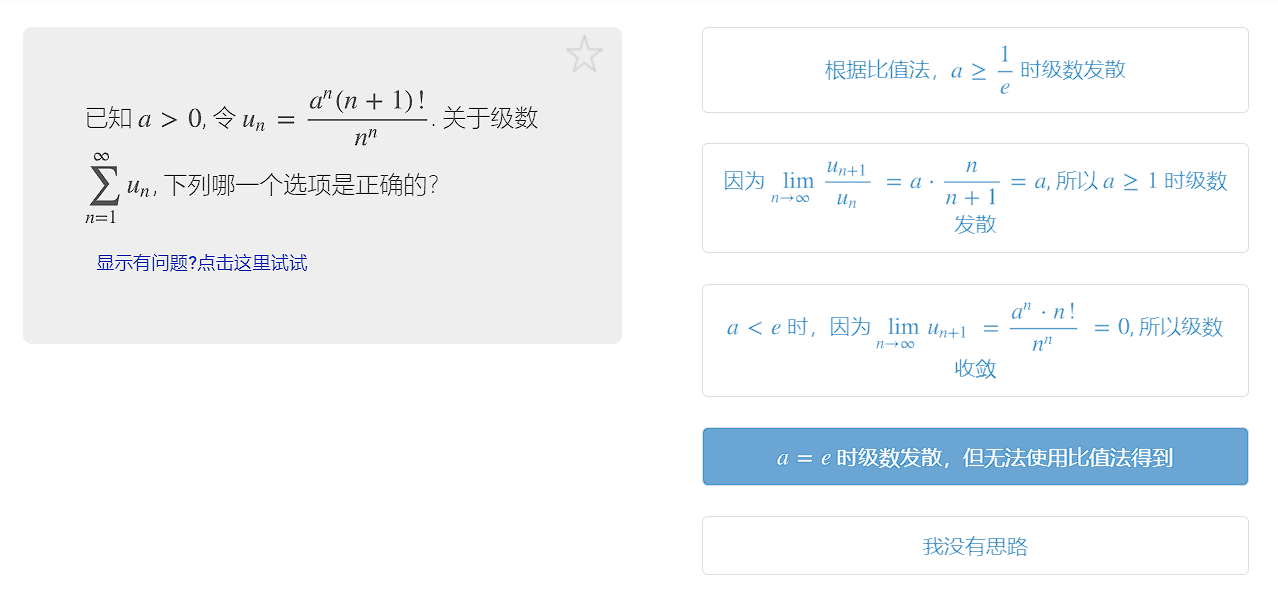 已知 $a > 0$, 令 $u_n = \dfrac{a^n(n+1)!}{n^n}$. 关于级数
$\sum_{n=1}^{\infty} u_n$, 下列哪一个选项是正确的?
显示有问题?点击这里试试
根据比值法，$a \geq \dfrac{1}{e}$ 时级数发散
因为 $\lim_{n \to \infty} \dfrac{u_{n+1}}{u_n} = a \cdot \dfrac{n}{n+1} = a$, 所以 $a \geq 1$ 时级数
发散
$a < e$ 时，因为 $\lim_{n \to \infty} u_{n+1} = \dfrac{a^n \cdot n!}{n^n} = 0$, 所以级数
收敛
$a = e$ 时级数发散，但无法使用比值法得到
我没有思路